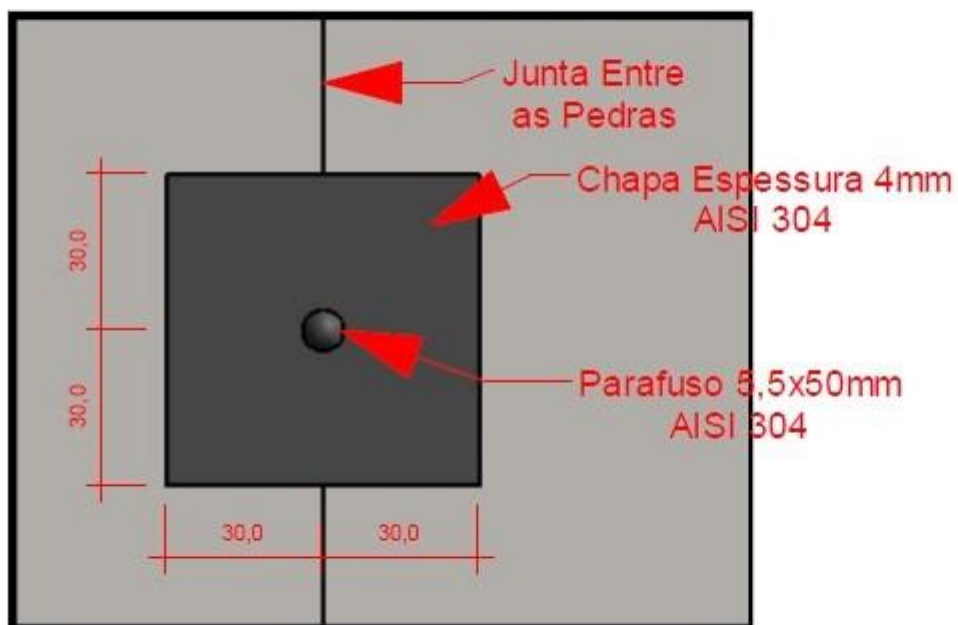 Junta Entre
as Pedras
Chapa Espessura 4mm
AISI 304
30,0
30,0
Parafuso 5,5x50mm
AISI 304
30,0
30,0